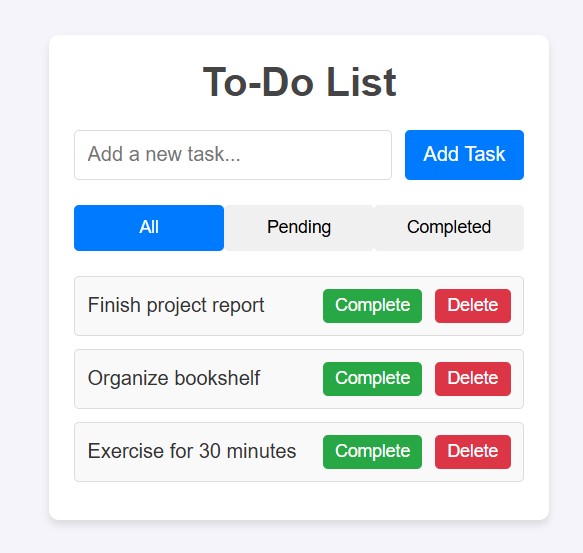 To-Do List
Add a new task...
Add Task
All
Pending
Completed
Finish project report
Complete
Delete
Organize bookshelf
Complete
Delete
Exercise for 30 minutes
Complete
Delete